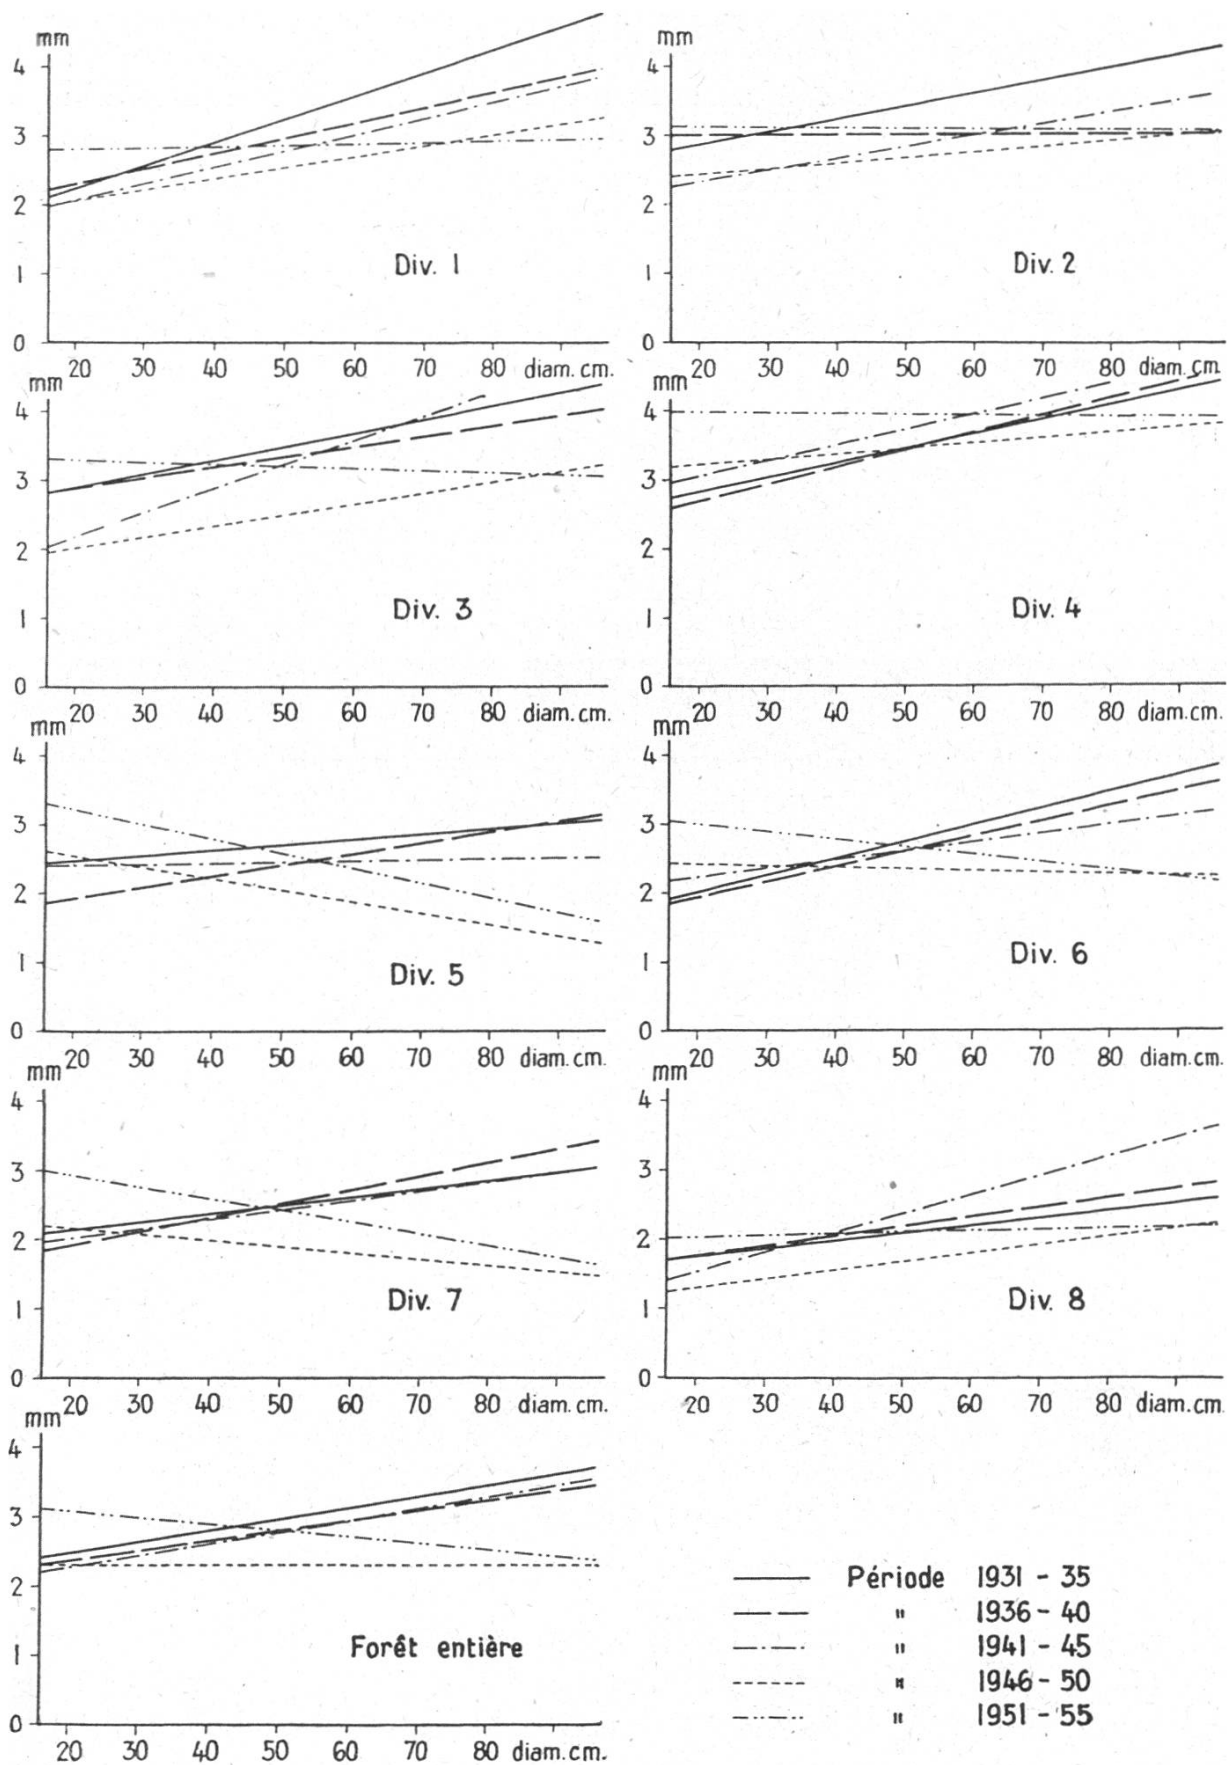 mm
4
3
2
1
0
Div. 1
20 30 40 50 60 70 80 diam.cm.
mm
4
3
2
1
0
Div. 2
20 30 40 50 60 70 80 diam.cm
mm
4
3
2
1
0
Div. 3
20 30 40 50 60 70 80 diam.cm.
mm
4
3
2
1
0
Div. 4
20 30 40 50 60 70 80 diam.cm.
mm
4
3
2
1
0
Div. 5
20 30 40 50 60 70 80 diam.cm.
mm
4
3
2
1
0
Div. 6
20 30 40 50 60 70 80 diam.cm.
mm
4
3
2
1
0
Div. 7
20 30 40 50 60 70 80 diam.cm.
mm
4
3
2
1
0
Div. 8
20 30 40 50 60 70 80 diam.cm.
mm
4
3
2
1
0
Forêt entière
20 30 40 50 60 70 80 diam.cm.
Période 1931 - 35
" 1936 - 40
" 1941 - 45
" 1946 - 50
" 1951 - 55